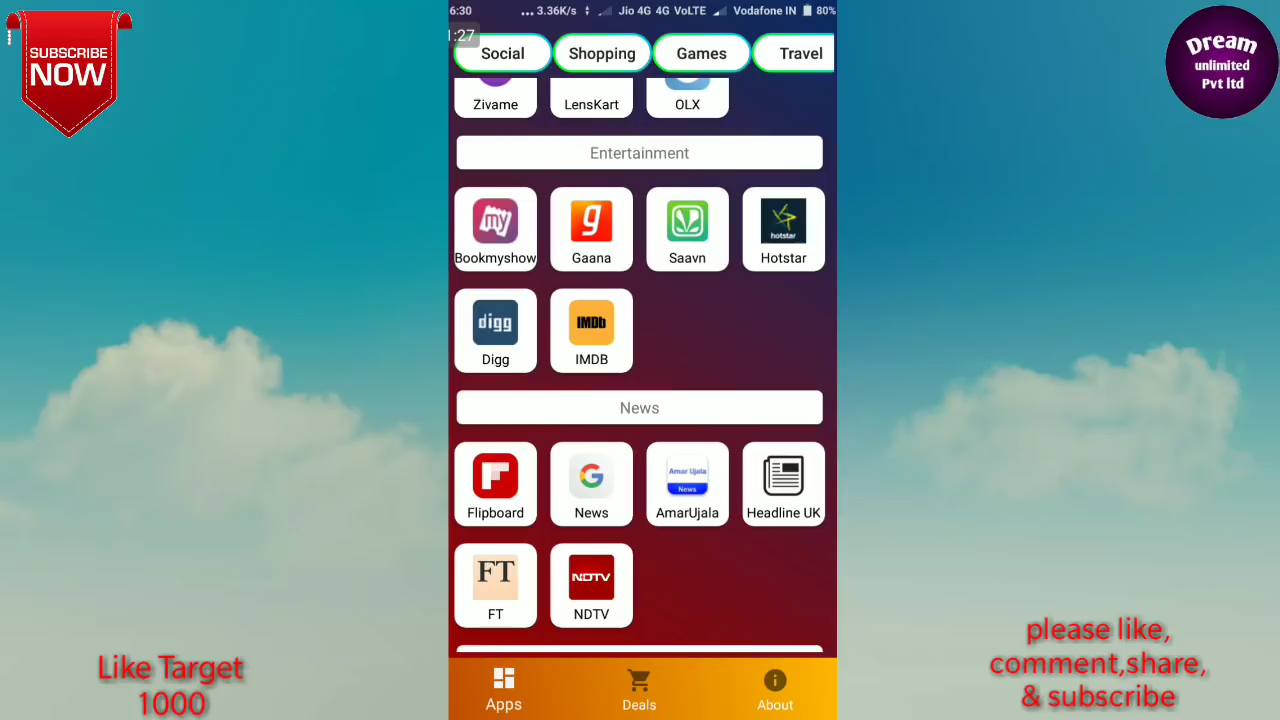 SUBSCRIBE
NOW
6:30 ... 3.36K/s Jio 4G 4G VoLTE Vodafone IN 80%
1:27
Social Shopping Games Travel
Dream
unlimited
Pvt ltd
Zivame LensKart OLX
Entertainment
my g hotstar
Bookmyshow Gaana Saavn Hotstar
digg IMDb
Digg IMDB
News
F G Amar Ujala
News
Flipboard News AmarUjala Headline UK
FT NDTV
FT NDTV
Like Target
1000
please like,
comment,share,
& subscribe
Apps Deals About